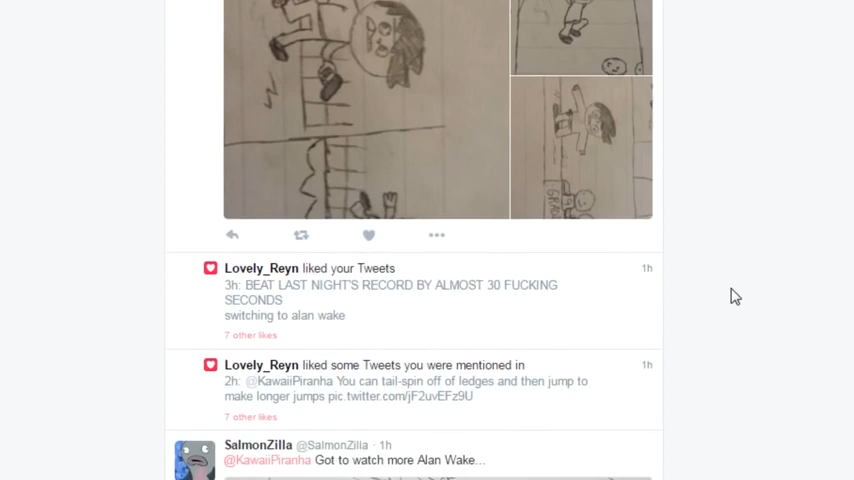 Lovely_Reyn liked your Tweets 1h
3h: BEAT LAST NIGHT'S RECORD BY ALMOST 30 FUCKING
SECONDS
switching to alan wake
7 other likes
Lovely_Reyn liked some Tweets you were mentioned in 1h
2h: @KawaiiPiranha You can tail-spin off of ledges and then jump to
make longer jumps pic.twitter.com/jF2uvEFz9U
7 other likes
SalmonZilla @SalmonZilla · 1h
@KawaiiPiranha Got to watch more Alan Wake...